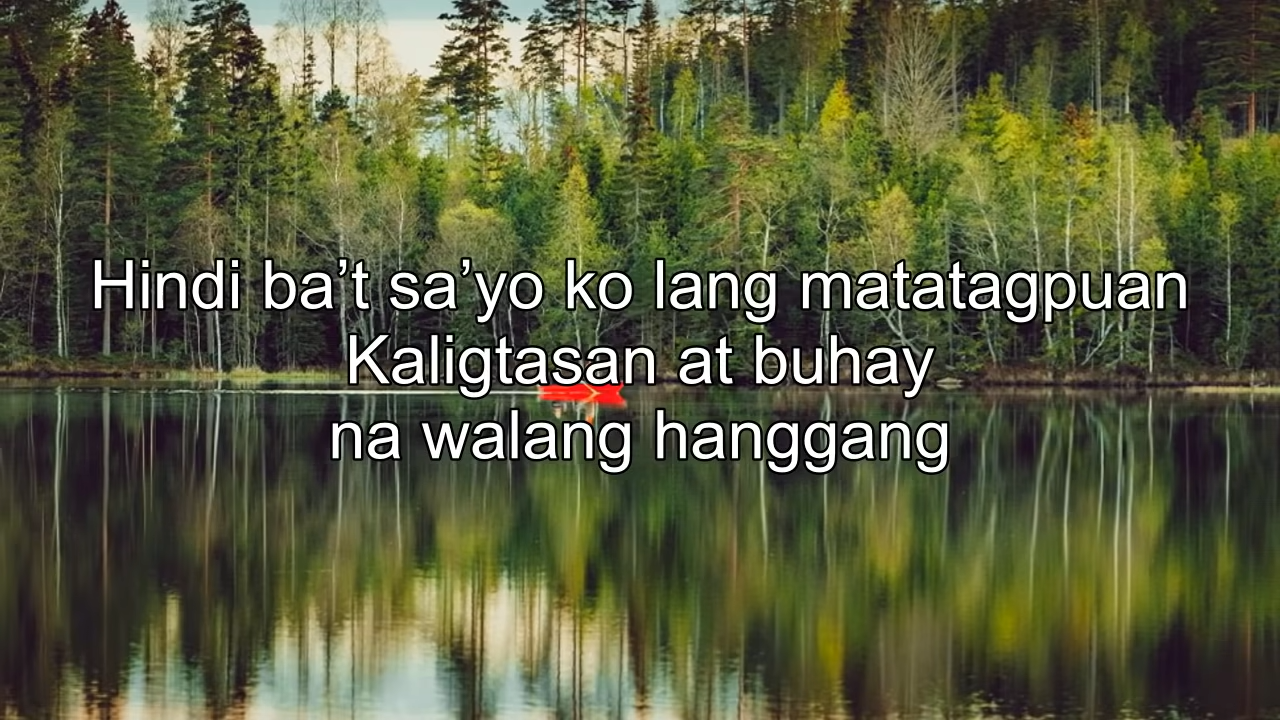 Hindi ba’t sa’yo ko lang matatagpuan
Kaligtasan at buhay
na walang hanggang